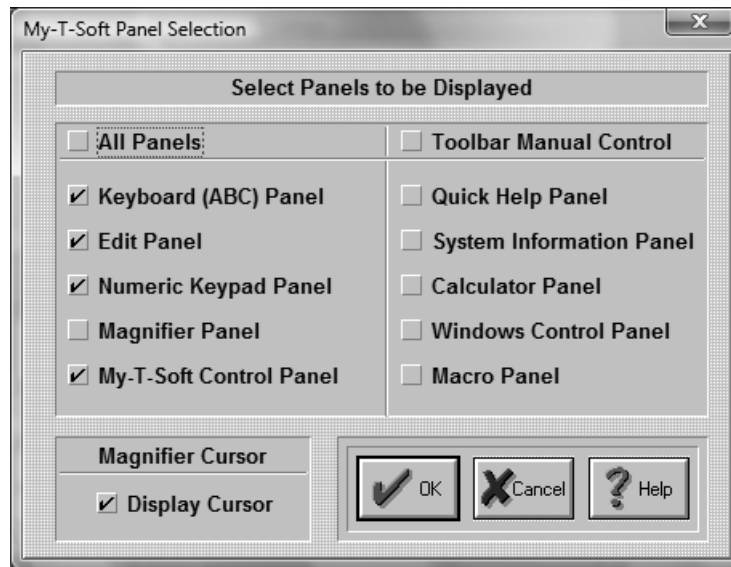 My-T-Soft Panel Selection
Select Panels to be Displayed
All Panels
Keyboard (ABC) Panel
Edit Panel
Numeric Keypad Panel
Magnifier Panel
My-T-Soft Control Panel
Toolbar Manual Control
Quick Help Panel
System Information Panel
Calculator Panel
Windows Control Panel
Macro Panel
Magnifier Cursor
Display Cursor
OK
Cancel
Help